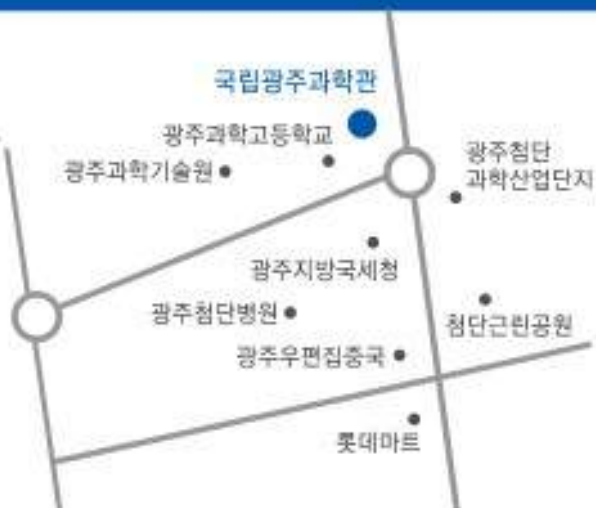 국립광주과학관
광주과학고등학교
광주과학기술원
광주첨단
과학산업단지
광주지방국세청
광주첨단병원
첨단근린공원
광주우편집중국
롯데마트